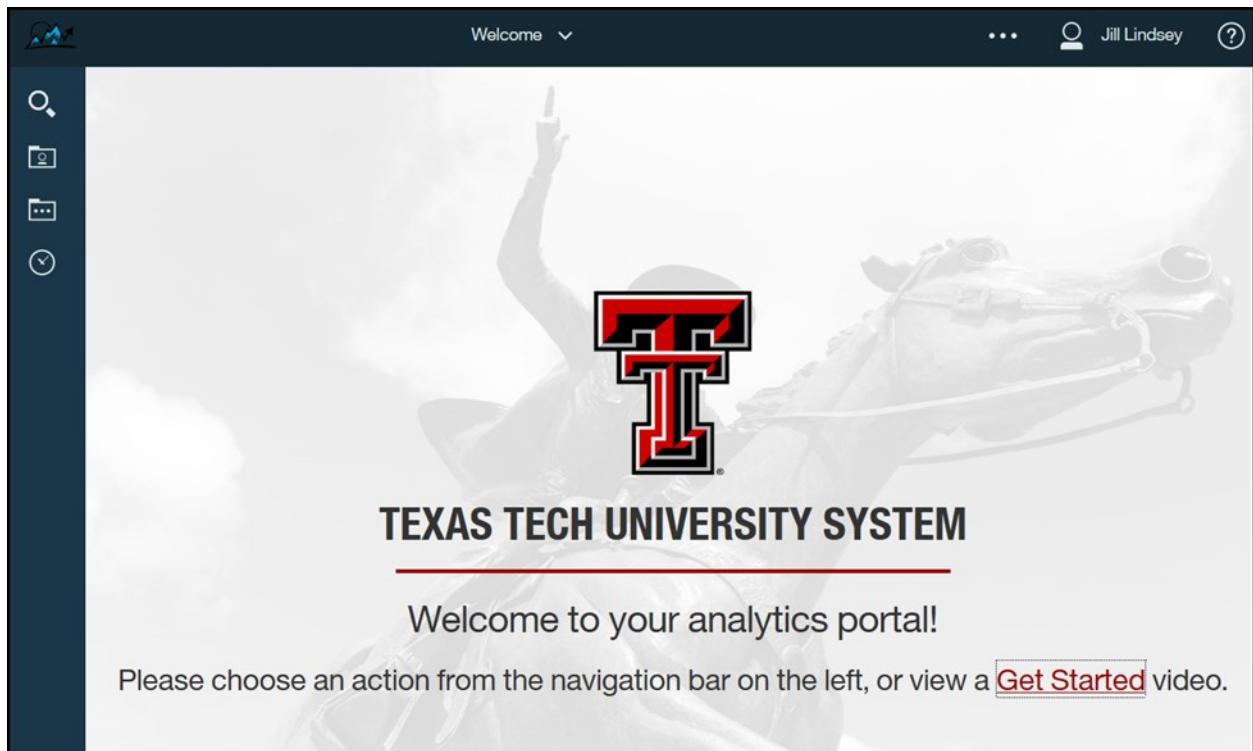 Welcome
Jill Lindsey
?
TEXAS TECH UNIVERSITY SYSTEM
Welcome to your analytics portal!
Please choose an action from the navigation bar on the left, or view a Get Started video.